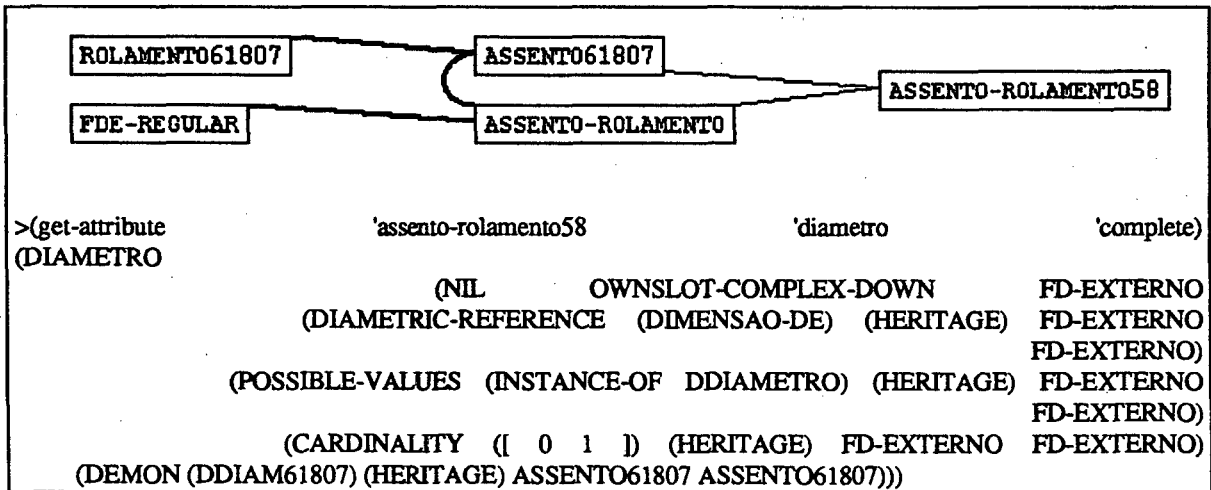 ROLAMENTO61807 ASSENTO61807
ASSENTO-ROLAMENTO58
FDE-REGULAR ASSENTO-ROLAMENTO
>(get-attribute 'assento-rolamento58 'diametro 'complete)
(DIAMETRO
(NIL OWNSLOT-COMPLEX-DOWN FD-EXTERNO
(DIAMETRIC-REFERENCE (DIMENSAO-DE) (HERITAGE) FD-EXTERNO
FD-EXTERNO)
(POSSIBLE-VALUES (INSTANCE-OF DDIAMETRO) (HERITAGE) FD-EXTERNO
FD-EXTERNO)
(CARDINALITY ([ 0 1 ]) (HERITAGE) FD-EXTERNO FD-EXTERNO)
(DEMON (DDIAM61807) (HERITAGE) ASSENTO61807 ASSENTO61807)))